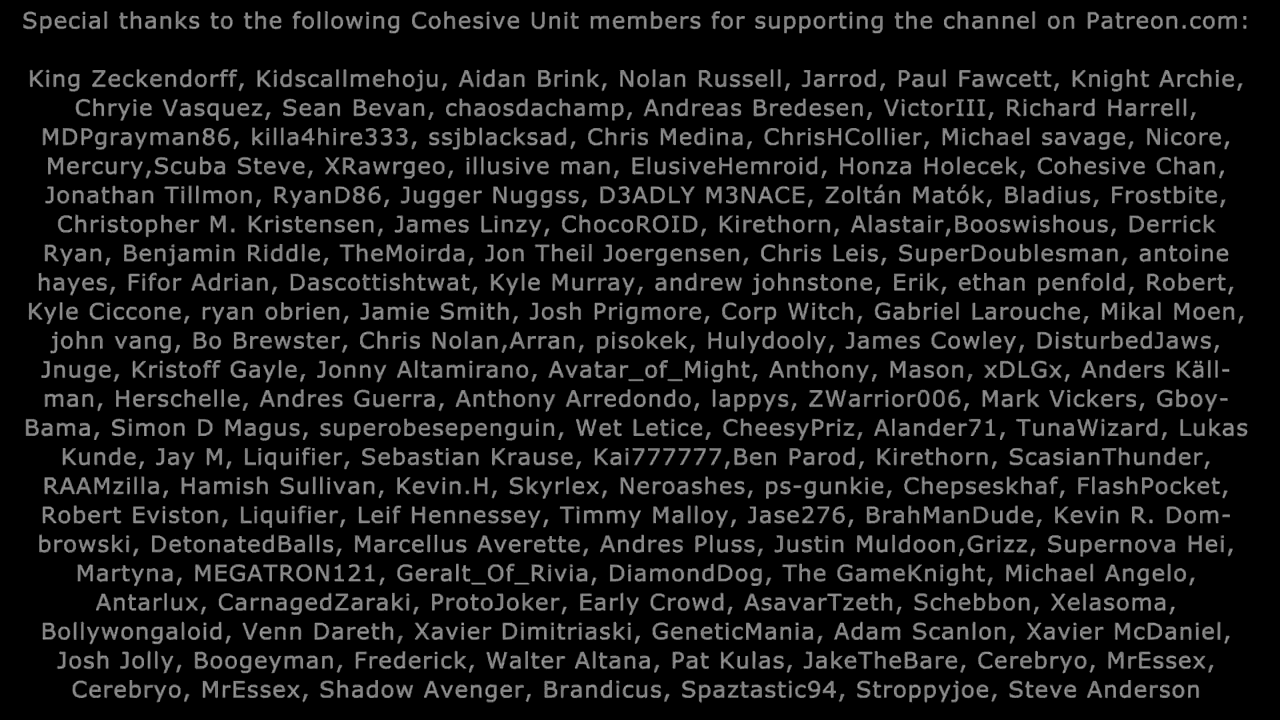 Special thanks to the following Cohesive Unit members for supporting the channel on Patreon.com:
King Zeckendorff, Kidscallmehoju, Aidan Brink, Nolan Russell, Jarrod, Paul Fawcett, Knight Archie,
Chryie Vasquez, Sean Bevan, chaosdachamp, Andreas Bredesen, VictorIII, Richard Harrell,
MDPgrayman86, killa4hire333, ssjblacksad, Chris Medina, ChrisHCollier, Michael savage, Nicore,
Mercury,Scuba Steve, XRawrgeo, illusive man, ElusiveHemroid, Honza Holecek, Cohesive Chan,
Jonathan Tillmon, RyanD86, Jugger Nuggss, D3ADLY M3NACE, Zoltán Matók, Bladius, Frostbite,
Christopher M. Kristensen, James Linzy, ChocoROID, Kirethorn, Alastair,Booswishous, Derrick
Ryan, Benjamin Riddle, TheMoirda, Jon Theil Joergensen, Chris Leis, SuperDoublesman, antoine
hayes, Fifor Adrian, Dascottishtwat, Kyle Murray, andrew johnstone, Erik, ethan penfold, Robert,
Kyle Ciccone, ryan obrien, Jamie Smith, Josh Prigmore, Corp Witch, Gabriel Larouche, Mikal Moen,
john vang, Bo Brewster, Chris Nolan,Arran, pisokek, Hulydooly, James Cowley, DisturbedJaws,
Jnuge, Kristoff Gayle, Jonny Altamirano, Avatar_of_Might, Anthony, Mason, xDLGx, Anders Käll-
man, Herschelle, Andres Guerra, Anthony Arredondo, lappys, ZWarrior006, Mark Vickers, Gboy-
Bama, Simon D Magus, superobesepenguin, Wet Letice, CheesyPriz, Alander71, TunaWizard, Lukas
Kunde, Jay M, Liquifier, Sebastian Krause, Kai777777,Ben Parod, Kirethorn, ScasianThunder,
RAAMzilla, Hamish Sullivan, Kevin.H, Skyrlex, Neroashes, ps-gunkie, Chepseskhaf, FlashPocket,
Robert Eviston, Liquifier, Leif Hennessey, Timmy Malloy, Jase276, BrahManDude, Kevin R. Dom-
browski, DetonatedBalls, Marcellus Averette, Andres Pluss, Justin Muldoon,Grizz, Supernova Hei,
Martyna, MEGATRON121, Geralt_Of_Rivia, DiamondDog, The GameKnight, Michael Angelo,
Antarlux, CarnagedZaraki, ProtoJoker, Early Crowd, AsavarTzeth, Schebbon, Xelasoma,
Bollywongaloid, Venn Dareth, Xavier Dimitriaski, GeneticMania, Adam Scanlon, Xavier McDaniel,
Josh Jolly, Boogeyman, Frederick, Walter Altana, Pat Kulas, JakeTheBare, Cerebryo, MrEssex,
Cerebryo, MrEssex, Shadow Avenger, Brandicus, Spaztastic94, Stroppyjoe, Steve Anderson